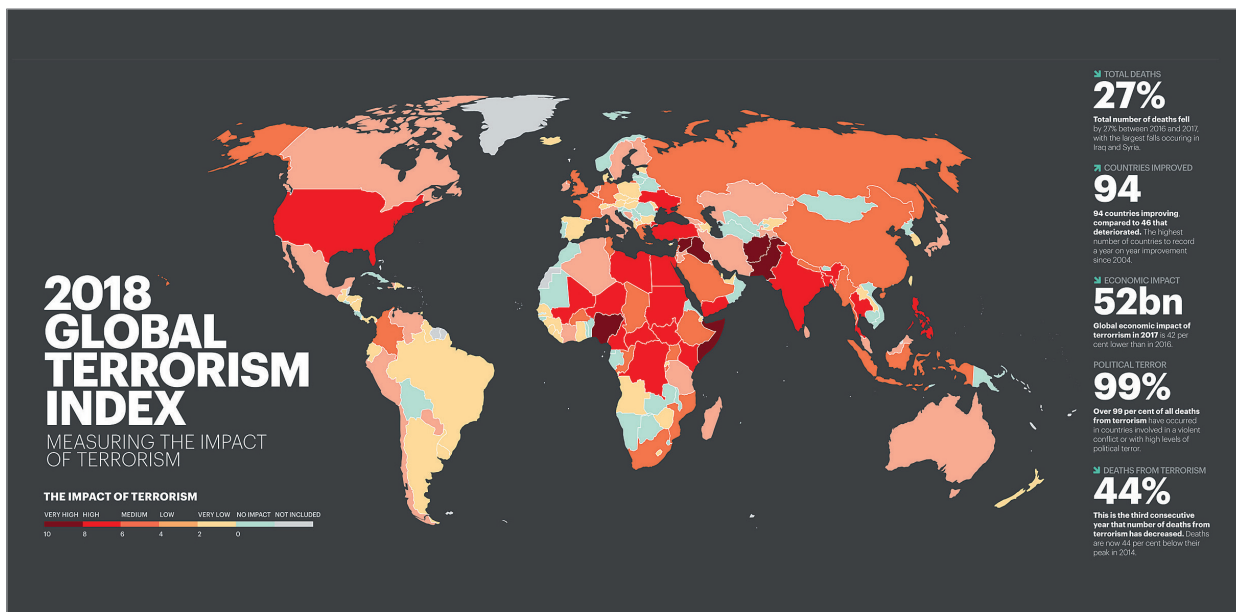 2018
GLOBAL
TERRORISM
INDEX
MEASURING THE IMPACT
OF TERRORISM
THE IMPACT OF TERRORISM
VERY HIGH HIGH MEDIUM LOW VERY LOW NO IMPACT NOT INCLUDED
10 8 6 4 2 0
TOTAL DEATHS
27%
Total number of deaths fell
by 27% between 2016 and 2017,
with the largest falls occuring in
Iraq and Syria.
COUNTRIES IMPROVED
94
94 countries improving,
compared to 46 that
deteriorated. The highest
number of countries to record
a year on year improvement
since 2004.
ECONOMIC IMPACT
52bn
Global economic impact of
terrorrism in 2017 is 42 per
cent lower than in 2016.
POLITICAL TERROR
99%
Over 99 per cent of all deaths
from terrorism have occurred
in countries involved in a violent
conflict or with high levels of
political terror.
DEATHS FROM TERRORISM
44%
This is the third consecutive
year that number of deaths from
terrorism has decreased. Deaths
are now 44 per cent below their
peak in 2014.